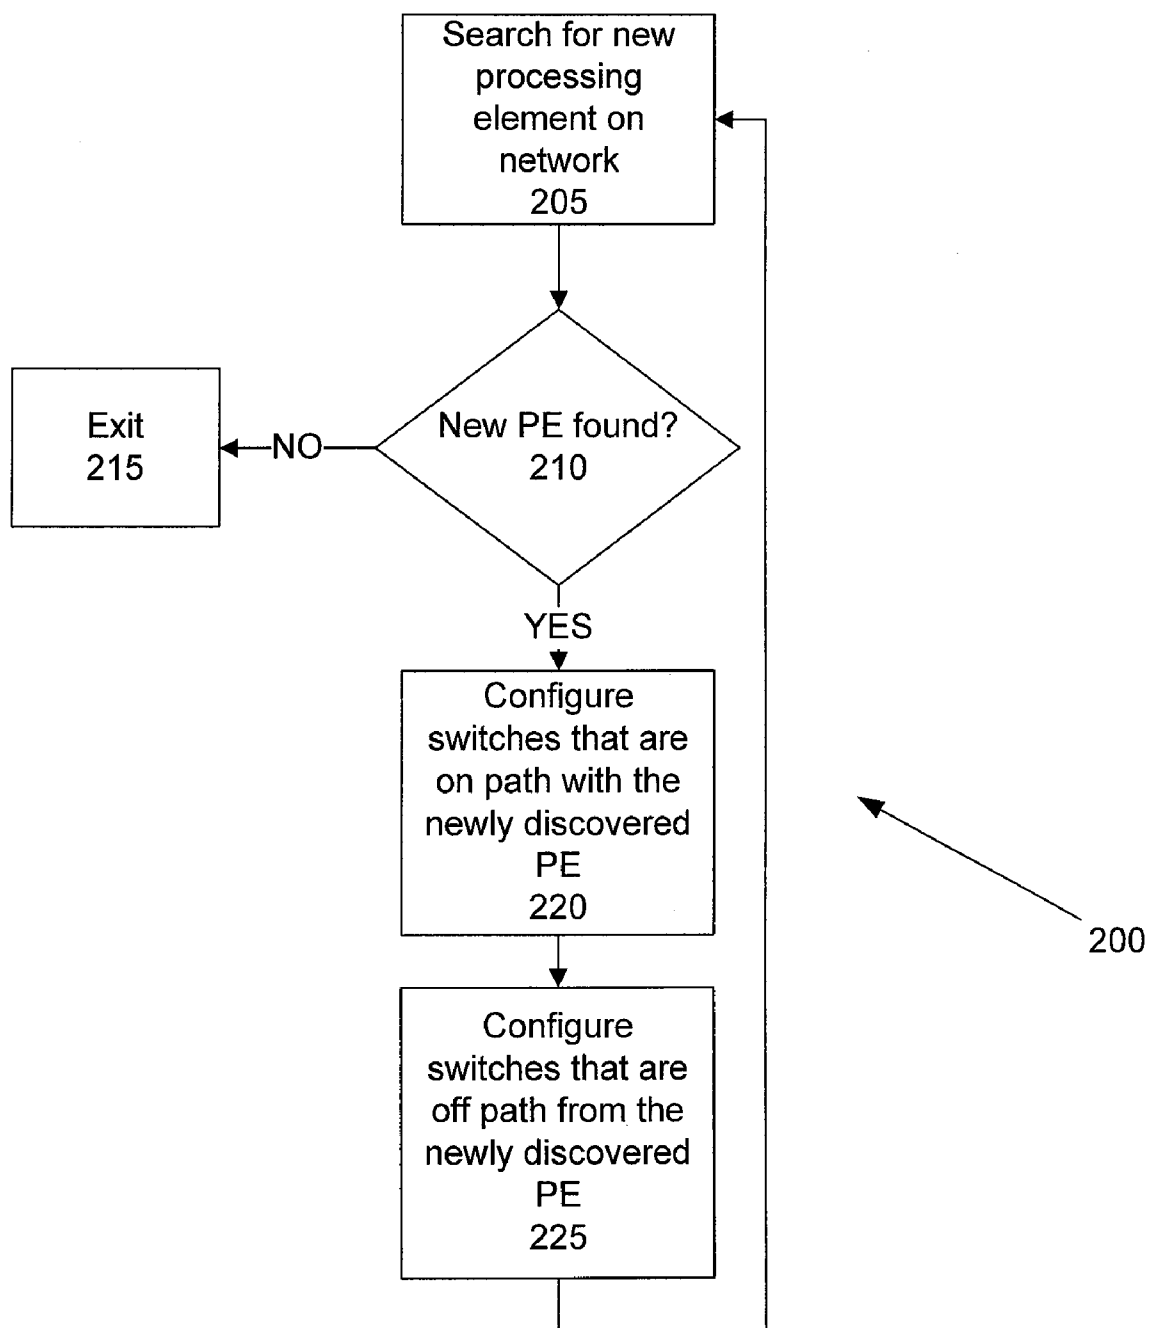 Search for new
processing
element on
network
205
New PE found?
210
NO
Exit
215
YES
Configure
switches that are
on path with the
newly discovered
PE
220
200
Configure
switches that are
off path from the
newly discovered
PE
225